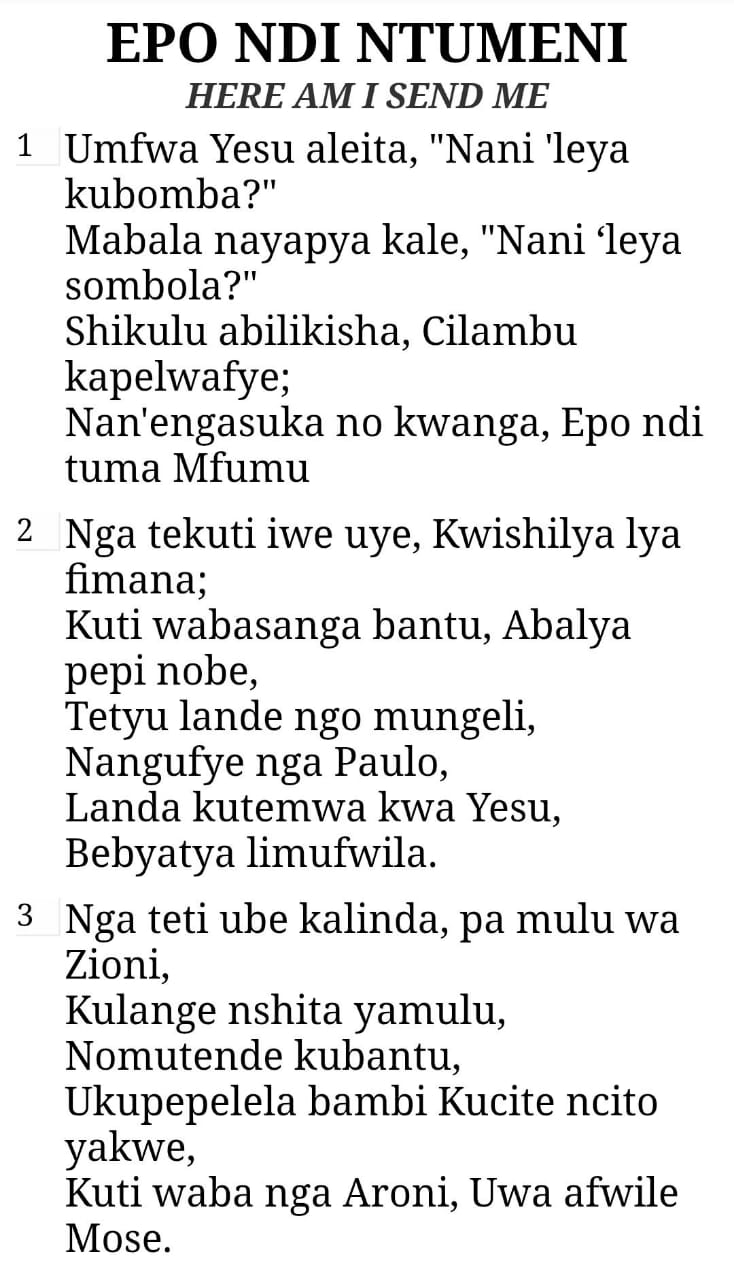 EPO NDI NTUMENI
HERE AM I SEND ME
1 Umfwa Yesu aleita, "Nani 'leya
kubomba?"
Mabala nayapya kale, "Nani ‘leya
sombola?"
Shikulu abilikisha, Cilambu
kapelwafye;
Nan'engasuka no kwanga, Epo ndi
tuma Mfumu
2 Nga tekuti iwe uye, Kwishilya lya
fimana;
Kuti wabasanga bantu, Abalya
pepi nobe,
Tetyu lande ngo mungeli,
Nangufye nga Paulo,
Landa kutemwa kwa Yesu,
Bebyatya limufwila.
3 Nga teti ube kalinda, pa mulu wa
Zioni,
Kulange nshita yamulu,
Nomutende kubantu,
Ukupepelela bambi Kucite ncito
yakwe,
Kuti waba nga Aroni, Uwa afwile
Mose.